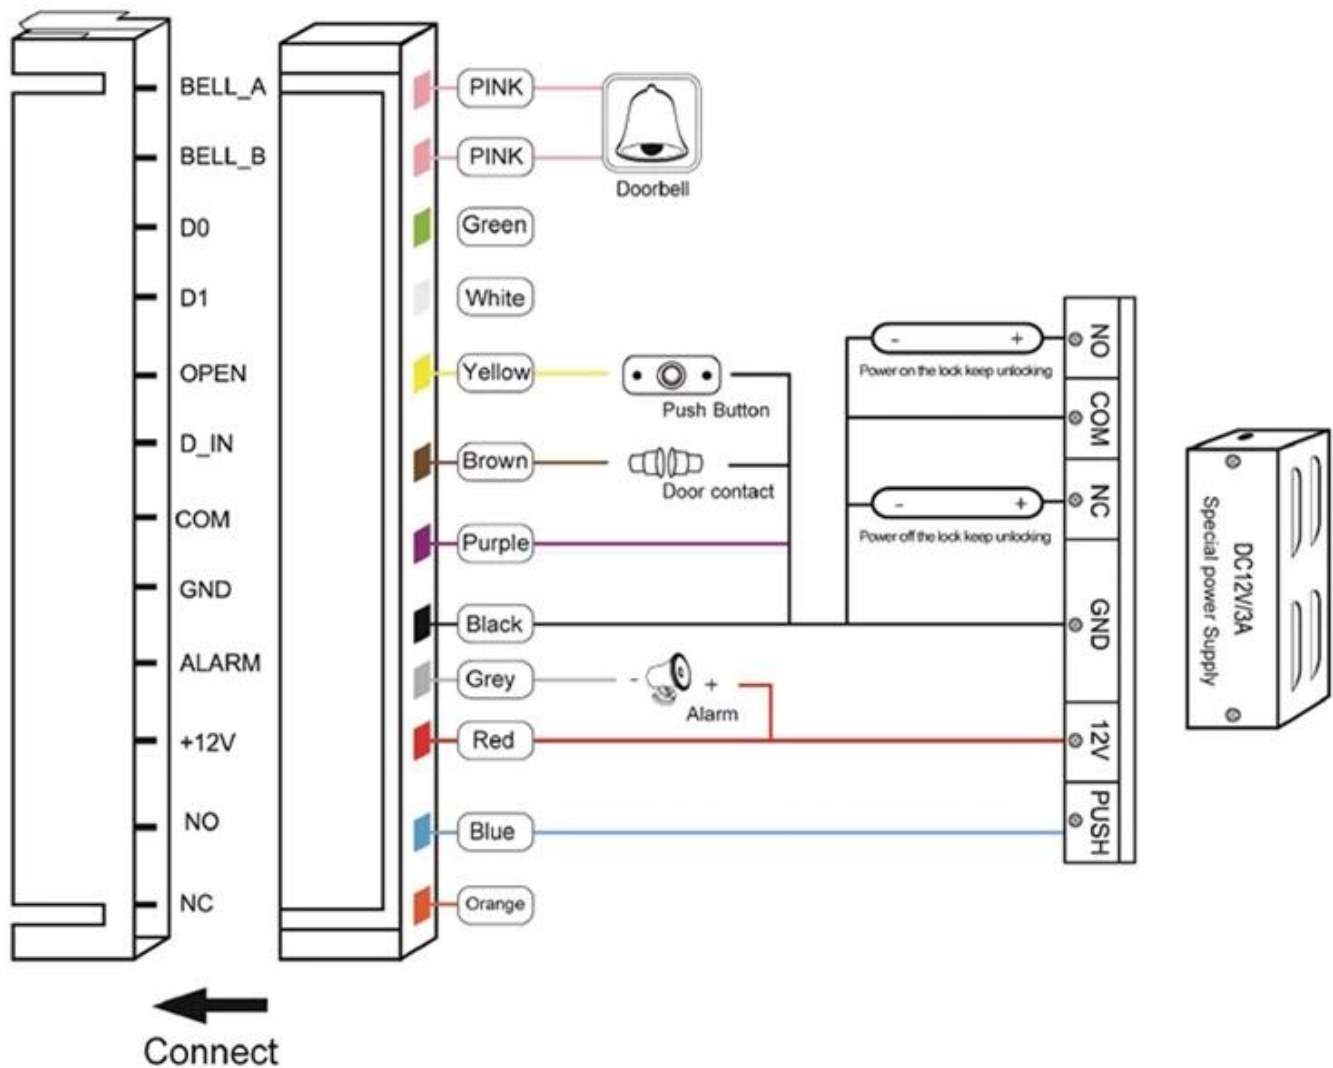 BELL_A
BELL_B
D0
D1
OPEN
D_IN
COM
GND
ALARM
+12V
NO
NC
Connect
PINK
PINK
Green
White
Yellow
Brown
Purple
Black
Grey
Red
Blue
Orange
Doorbell
Push Button
Door contact
- +
Alarm
- +
Power on the lock keep unlocking
- +
Power off the lock keep unlocking
NO
COM
NC
GND
12V
PUSH
DC12V/3A
Special power Supply